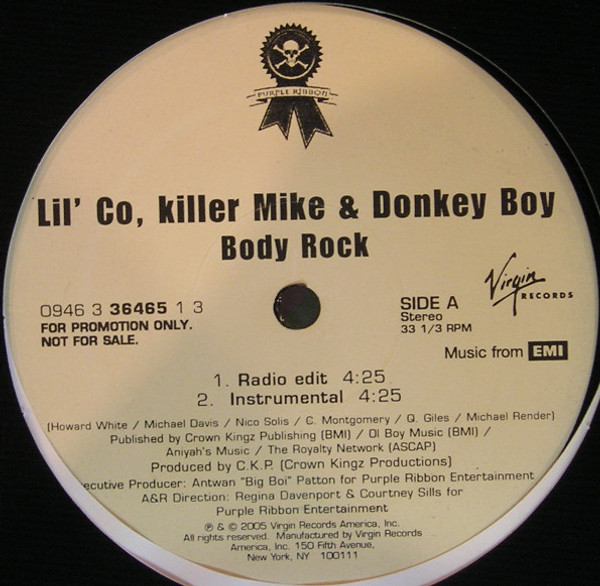 PURPLE RIBBON
Lil' Co, killer Mike & Donkey Boy
Body Rock
0946 3 36465 1 3
FOR PROMOTION ONLY.
NOT FOR SALE.
SIDE A
Stereo
33 1/3 RPM
Virgin
RECORDS
Music from EMI
1. Radio edit 4:25
2. Instrumental 4:25
(Howard White / Michael Davis / Nico Solis / C. Montgomery / Q. Giles / Michael Render)
Published by Crown Kingz Publishing (BMI) / Ol Boy Music (BMI) /
Aniyah's Music / The Royalty Network (ASCAP)
Produced by C.K.P. (Crown Kingz Productions)
ecutive Producer: Antwan "Big Boi" Patton for Purple Ribbon Entertainment
A&R Direction: Regina Davenport & Courtney Sills for
Purple Ribbon Entertainment
℗ & © 2005 Virgin Records America, Inc.
All rights reserved. Manufactured by Virgin Records
America, Inc. 150 Fifth Avenue,
New York, NY 100111